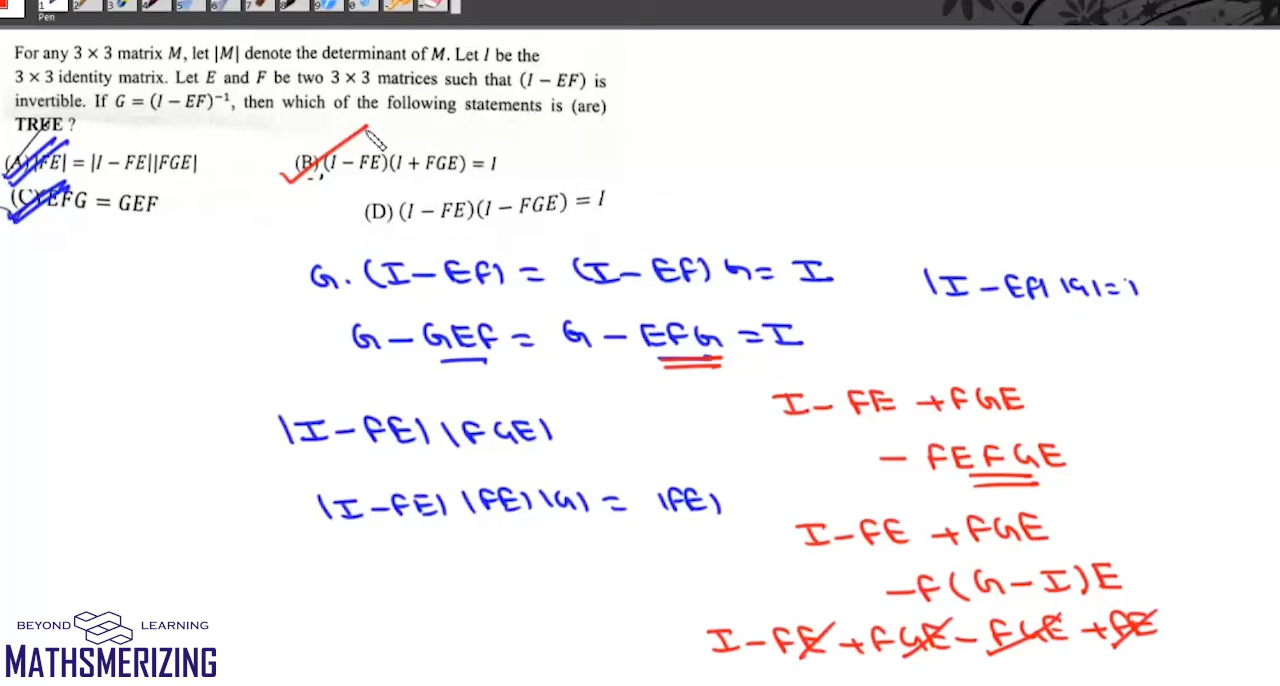 Pen
For any 3 × 3 matrix M, let |M| denote the determinant of M. Let I be the
3 × 3 identity matrix. Let E and F be two 3 × 3 matrices such that (I − EF) is
invertible. If G = (I − EF)⁻¹, then which of the following statements is (are)
TRUE ?
(A) |FE| = |I − FE||FGE| (B) (I − FE)(I + FGE) = I
(C) EFG = GEF (D) (I − FE)(I − FGE) = I
G. (I − EF) = (I − EF) G = I |I − EF| |G| = 1
G − GEF = G − EFG = I
I − FE + FGE
|I − FE| |FGE|
− FEFGE
|I − FE| |FE| |G| = |FE|
I − FE + FGE
− F(G − I)E
I − FE + FGE − FGE + FE
BEYOND LEARNING
MATHSMERIZING